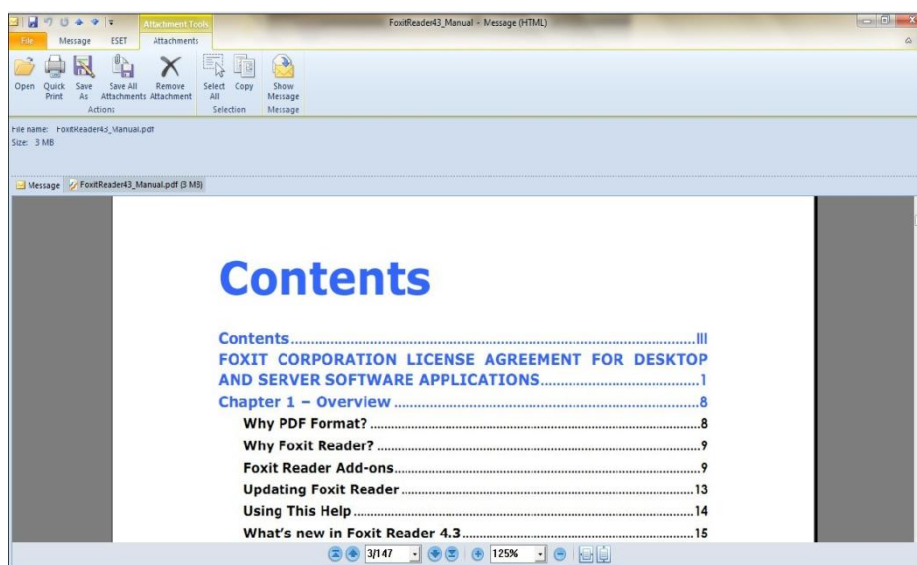 Attachment Tools
FoxitReader43_Manual - Message (HTML)
File Message ESET Attachments
Open Quick Print Save As Save All Attachments Remove Attachment Select All Copy Show Message
Actions Selection Message
File name: FoxitReader43_Manual.pdf
Size: 3 MB
Message FoxitReader43_Manual.pdf (3 MB)
Contents
Contents.....III
FOXIT CORPORATION LICENSE AGREEMENT FOR DESKTOP
AND SERVER SOFTWARE APPLICATIONS.....1
Chapter 1 – Overview.....8
Why PDF Format?.....8
Why Foxit Reader?.....9
Foxit Reader Add-ons.....9
Updating Foxit Reader.....13
Using This Help.....14
What's new in Foxit Reader 4.3.....15
3/147 125%